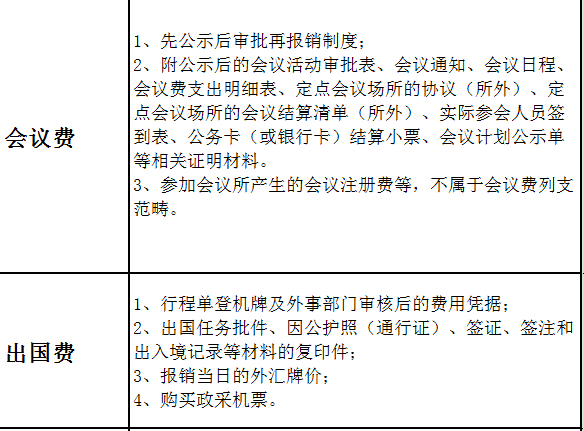 会议费
1、先公示后审批再报销制度；
2、附公示后的会议活动审批表、会议通知、会议日程、
会议费支出明细表、定点会议场所的协议（所外）、定
点会议场所的会议结算清单（所外）、实际参会人员签
到表、公务卡（或银行卡）结算小票、会议计划公示单
等相关证明材料。
3、参加会议所产生的会议注册费等，不属于会议费列支
范畴。
出国费
1、行程单登机牌及外事部门审核后的费用凭据；
2、出国任务批件、因公护照（通行证）、签证、签注和
出入境记录等材料的复印件；
3、报销当日的外汇牌价；
4、购买政采机票。